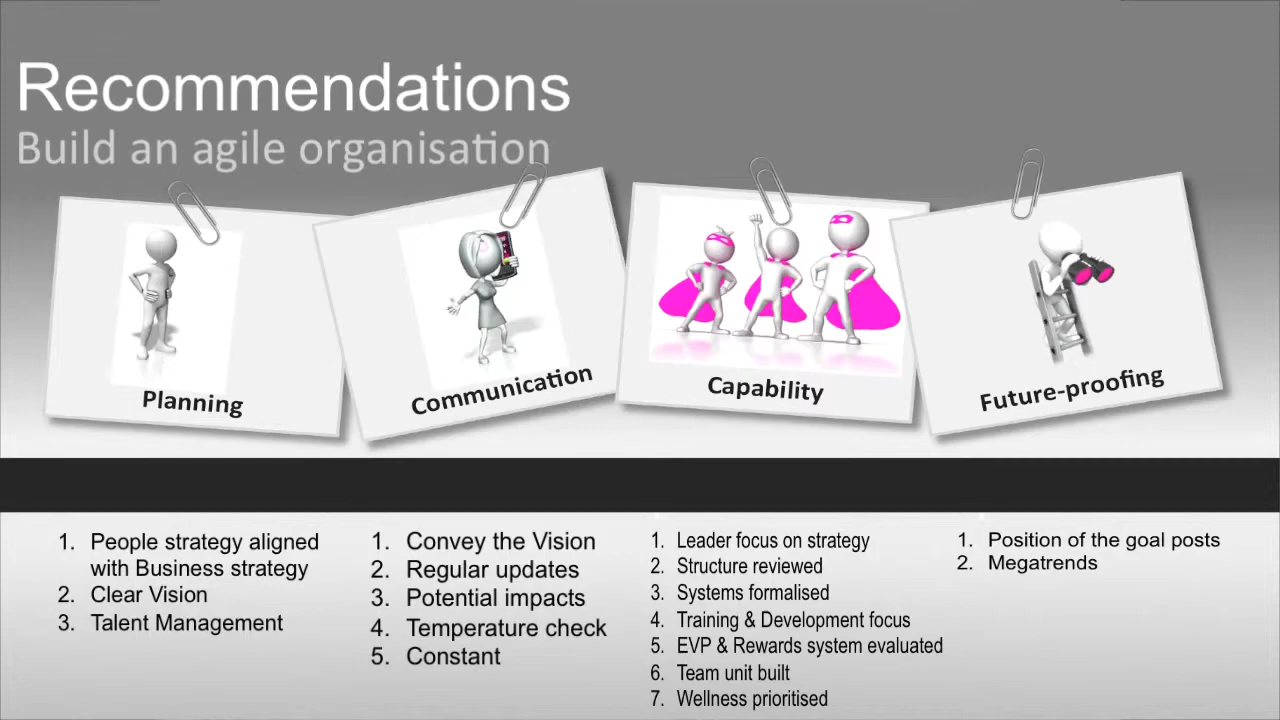 Recommendations
Build an agile organisation
Planning
Communication
Capability
Future-proofing
1. People strategy aligned
with Business strategy
2. Clear Vision
3. Talent Management
1. Convey the Vision
2. Regular updates
3. Potential impacts
4. Temperature check
5. Constant
1. Leader focus on strategy
2. Structure reviewed
3. Systems formalised
4. Training & Development focus
5. EVP & Rewards system evaluated
6. Team unit built
7. Wellness prioritised
1. Position of the goal posts
2. Megatrends